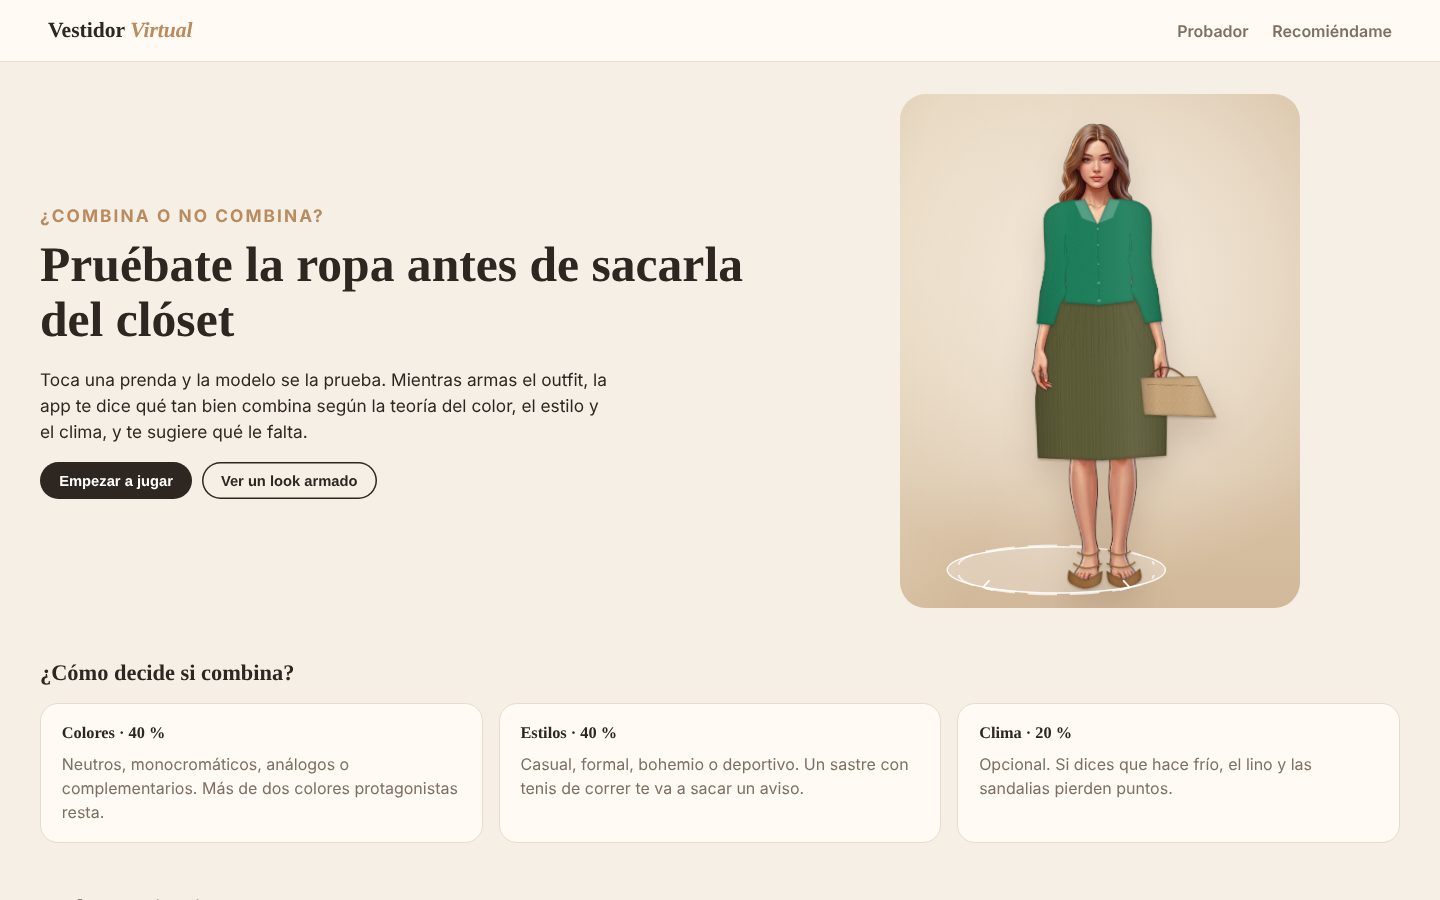 Vestidor Virtual
Probador
Recomiéndame
¿COMBINA O NO COMBINA?
Pruébate la ropa antes de sacarla
del clóset
Toca una prenda y la modelo se la prueba. Mientras armas el outfit, la
app te dice qué tan bien combina según la teoría del color, el estilo y
el clima, y te sugiere qué le falta.
Empezar a jugar
Ver un look armado
¿Cómo decide si combina?
Colores · 40 %
Neutros, monocromáticos, análogos o
complementarios. Más de dos colores protagonistas
resta.
Estilos · 40 %
Casual, formal, bohemio o deportivo. Un sastre con
tenis de correr te va a sacar un aviso.
Clima · 20 %
Opcional. Si dices que hace frío, el lino y las
sandalias pierden puntos.